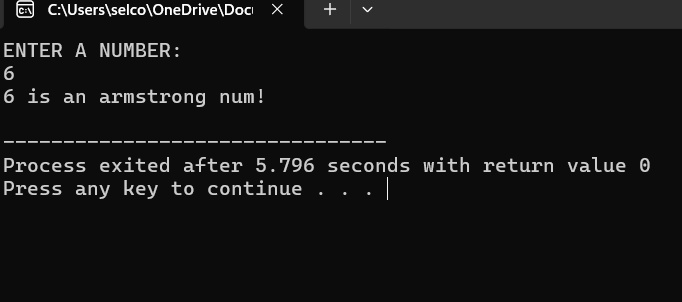 C:\Users\selco\OneDrive\Docu
ENTER A NUMBER:
6
6 is an armstrong num!
--------------------------------
Process exited after 5.796 seconds with return value 0
Press any key to continue . . .